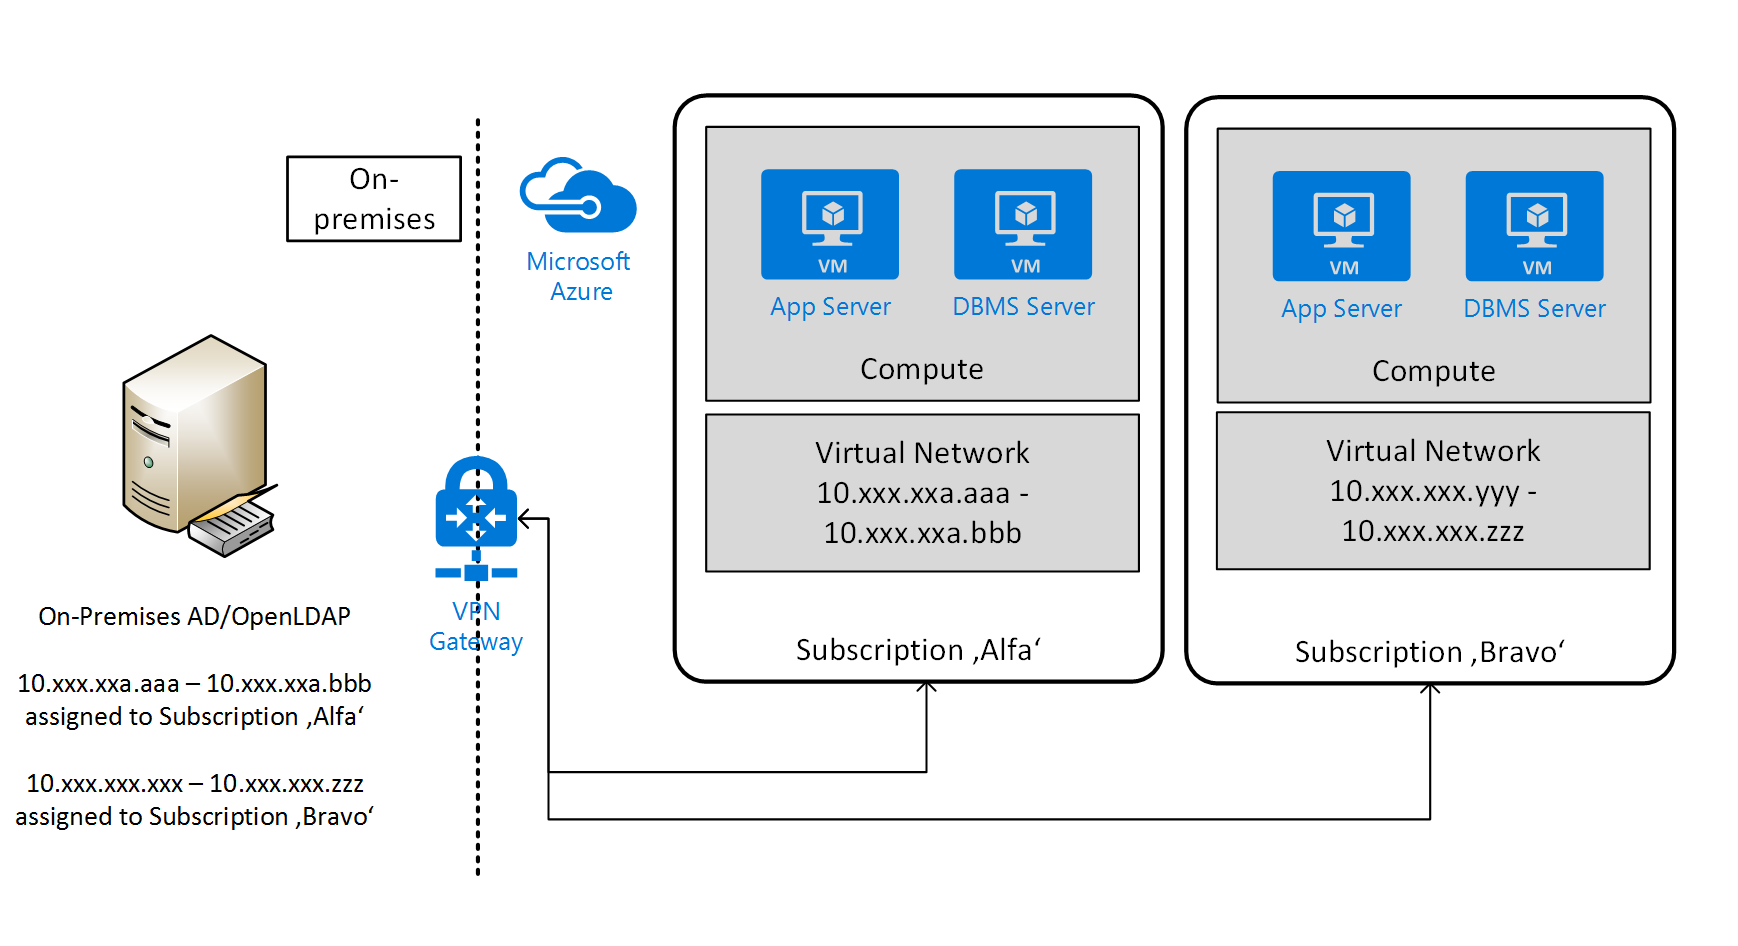 On-
premises
Microsoft
Azure
VM
App Server
VM
DBMS Server
Compute
Virtual Network
10.xxx.xxa.aaa -
10.xxx.xxa.bbb
Subscription ‚Alfa‘
VM
App Server
VM
DBMS Server
Compute
Virtual Network
10.xxx.xxx.yyy -
10.xxx.xxx.zzz
Subscription ‚Bravo‘
VPN
Gateway
On-Premises AD/OpenLDAP
10.xxx.xxa.aaa – 10.xxx.xxa.bbb
assigned to Subscription ‚Alfa‘
10.xxx.xxx.xxx – 10.xxx.xxx.zzz
assigned to Subscription ‚Bravo‘